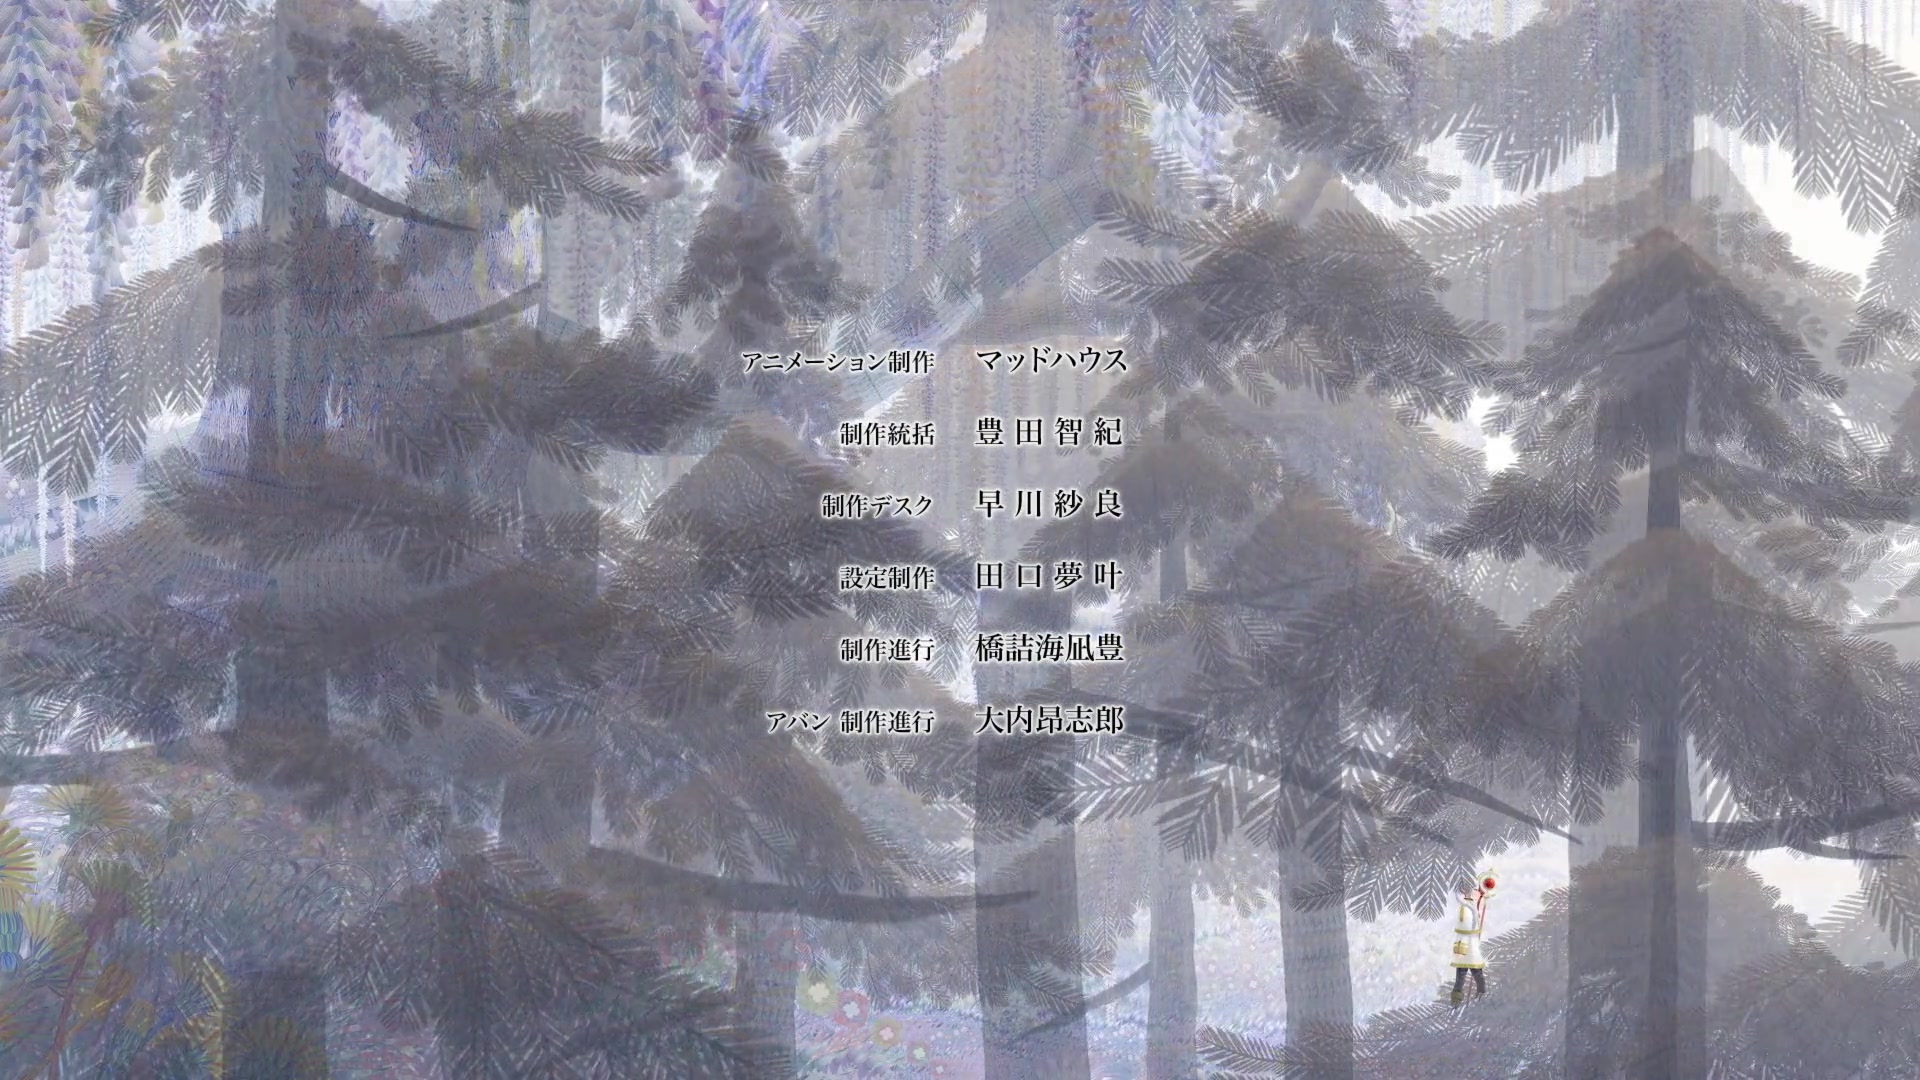 アニメーション制作 マッドハウス
制作統括 豊田智紀
制作デスク 早川紗良
設定制作 田口夢叶
制作進行 橋詰海凪豊
アバン 制作進行 大内昂志郎